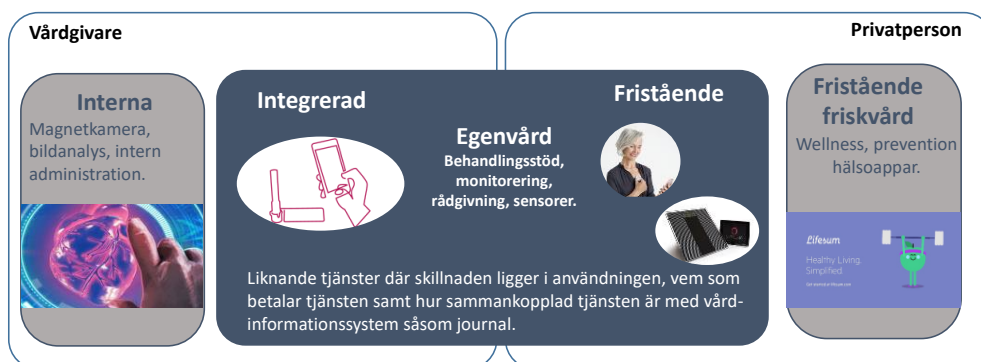 Vårdgivare
Privatperson
Interna
Magnetkamera,
bildanalys, intern
administration.
Integrerad
Egenvård
Behandlingsstöd,
monitorering,
rådgivning, sensorer.
Fristående
Liknande tjänster där skillnaden ligger i användningen, vem som
betalar tjänsten samt hur sammankopplad tjänsten är med vård-
informationssystem såsom journal.
Fristående
friskvård
Wellness, prevention
hälsoappar.
Lifesum
Healthy Living.
Simplified.